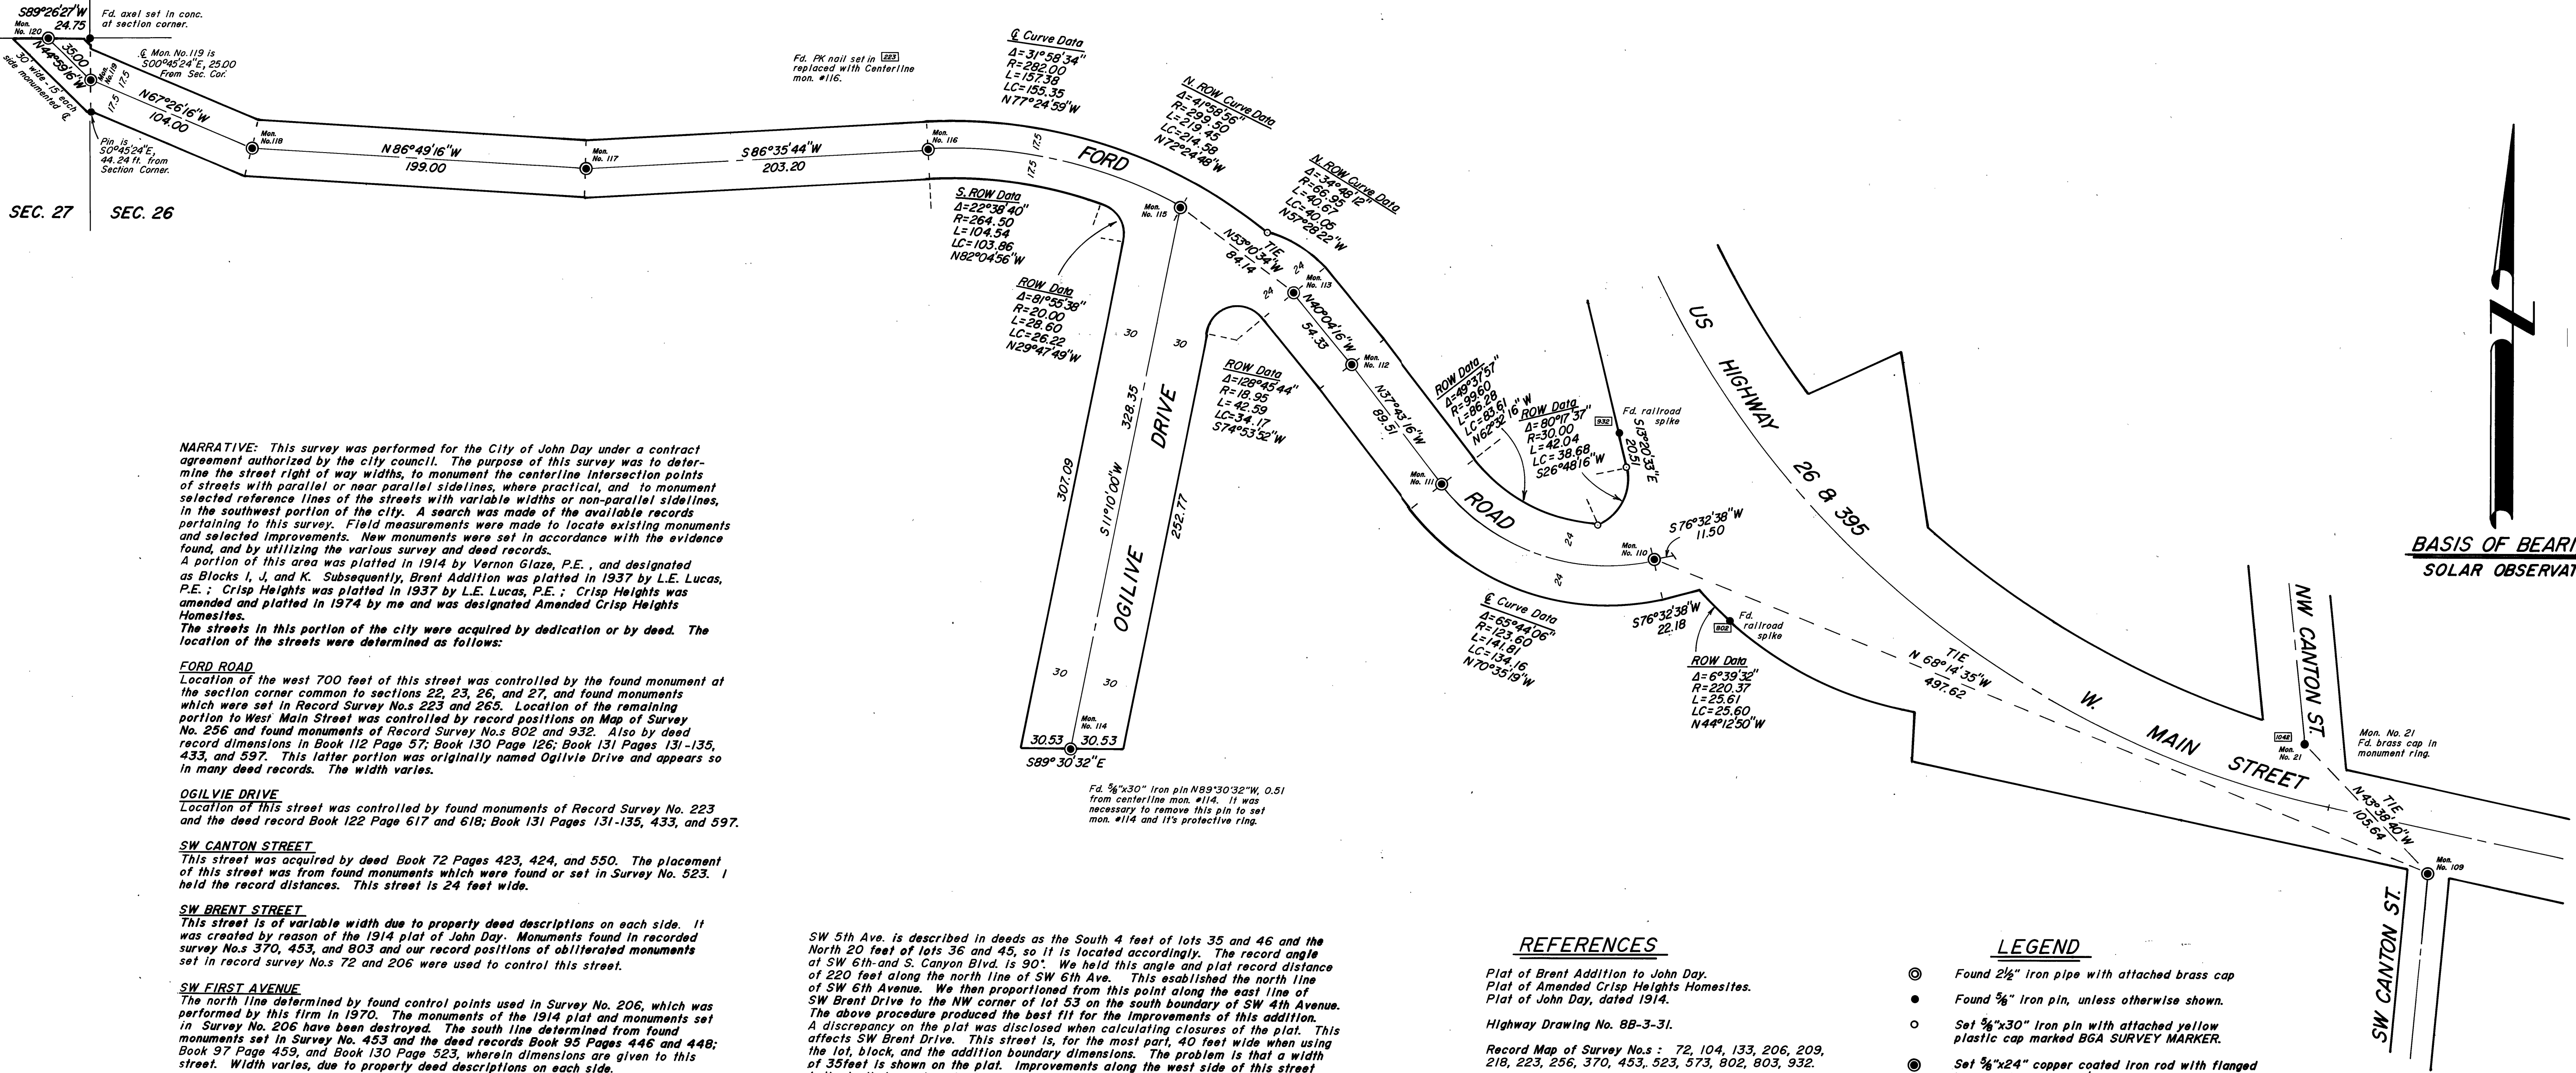 S89°26'27"W
24.75
Mon.
No. 120
Fd. axel set in conc.
at section corner.
35.00
N44°59'16"W
30' wide - 15' each
side monumented ℄
Mon.
No. 119
17.5
17.5
℄ Mon. No.119 is
S00°45'24"E, 25.00
From Sec. Cor.
N67°26'16"W
104.00
Pin is
S0°45'24"E,
44.24 ft. from
Section Corner.
SEC. 27
SEC. 26
Mon.
No.118
N86°49'16"W
199.00
Mon.
No. 117
S86°35'44"W
203.20
Fd. PK nail set in 223
replaced with Centerline
mon. #116.
Mon.
No. 116
17.5
17.5
℄ Curve Data
Δ=31°58'34"
R=282.00
L=157.38
LC=155.35
N77°24'59"W
FORD
N. ROW Curve Data
Δ=41°58'56"
R=299.50
L=219.45
LC=214.58
N72°24'48"W
N. ROW Curve Data
Δ=34°48'12"
R=66.95
L=40.67
LC=40.05
N57°28'22"W
S. ROW Data
Δ=22°38'40"
R=264.50
L=104.54
LC=103.86
N82°04'56"W
Mon.
No. 115
ROW Data
Δ=81°55'38"
R=20.00
L=28.60
LC=26.22
N29°47'49"W
TIE
N53°10'34"W
84.14
24
24
Mon.
No. 113
N40°04'16"W
54.33
Mon.
No. 112
N37°43'16"W
89.51
Mon.
No. 111
30
30
328.35
307.09
S11°10'00"W
252.77
OGILIVE DRIVE
30
30
Mon.
No. 114
30.53
30.53
S89°30'32"E
ROW Data
Δ=128°45'44"
R=18.95
L=42.59
LC=34.17
S74°53'52"W
Fd. 5/8"x30" Iron pin N89°30'32"W, 0.51
from centerline mon. #114. It was
necessary to remove this pin to set
mon. #114 and it's protective ring.
ROW Data
Δ=49°37'57"
R=99.60
L=86.28
LC=83.61
N62°32'16"W
ROW Data
Δ=80°17'37"
R=30.00
L=42.04
LC=38.68
S26°48'16"W
932
Fd. railroad
spike
S13°20'33"E
20.51
ROAD
24
24
Mon.
No. 110
S76°32'38"W
11.50
℄ Curve Data
Δ=65°44'06"
R=123.60
L=141.81
LC=134.16
N70°35'19"W
S76°32'38"W
22.18
802
Fd.
railroad
spike
ROW Data
Δ=6°39'32"
R=220.37
L=25.61
LC=25.60
N44°12'50"W
US HIGHWAY 26 & 395
TIE
N 68°14'35"W
497.62
W. MAIN STREET
NW CANTON ST.
1042
Mon.
No. 21
Mon. No. 21
Fd. brass cap in
monument ring.
TIE
N43°38'40"W
105.64
Mon.
No. 109
SW CANTON ST.
BASIS OF BEARI
SOLAR OBSERVAT
NARRATIVE: This survey was performed for the City of John Day under a contract
agreement authorized by the city council. The purpose of this survey was to deter-
mine the street right of way widths, to monument the centerline intersection points
of streets with parallel or near parallel sidelines, where practical, and to monument
selected reference lines of the streets with variable widths or non-parallel sidelines,
in the southwest portion of the city. A search was made of the available records
pertaining to this survey. Field measurements were made to locate existing monuments
and selected improvements. New monuments were set in accordance with the evidence
found, and by utilizing the various survey and deed records.
A portion of this area was platted in 1914 by Vernon Glaze, P.E. , and designated
as Blocks I, J, and K. Subsequently, Brent Addition was platted in 1937 by L.E. Lucas,
P.E. ; Crisp Heights was platted in 1937 by L.E. Lucas, P.E. ; Crisp Heights was
amended and platted in 1974 by me and was designated Amended Crisp Heights
Homesites.
The streets in this portion of the city were acquired by dedication or by deed. The
location of the streets were determined as follows:
FORD ROAD
Location of the west 700 feet of this street was controlled by the found monument at
the section corner common to sections 22, 23, 26, and 27, and found monuments
which were set in Record Survey No.s 223 and 265. Location of the remaining
portion to West Main Street was controlled by record positions on Map of Survey
No. 256 and found monuments of Record Survey No.s 802 and 932. Also by deed
record dimensions in Book 112 Page 57; Book 130 Page 126; Book 131 Pages 131-135,
433, and 597. This latter portion was originally named Ogilvie Drive and appears so
in many deed records. The width varies.
OGILVIE DRIVE
Location of this street was controlled by found monuments of Record Survey No. 223
and the deed record Book 122 Page 617 and 618; Book 131 Pages 131-135, 433, and 597.
SW CANTON STREET
This street was acquired by deed Book 72 Pages 423, 424, and 550. The placement
of this street was from found monuments which were found or set in Survey No. 523. I
held the record distances. This street is 24 feet wide.
SW BRENT STREET
This street is of variable width due to property deed descriptions on each side. It
was created by reason of the 1914 plat of John Day. Monuments found in recorded
survey No.s 370, 453, and 803 and our record positions of obliterated monuments
set in record survey No.s 72 and 206 were used to control this street.
SW FIRST AVENUE
The north line determined by found control points used in Survey No. 206, which was
performed by this firm in 1970. The monuments of the 1914 plat and monuments set
in Survey No. 206 have been destroyed. The south line determined from found
monuments set in Survey No. 453 and the deed records Book 95 Pages 446 and 448;
Book 97 Page 459, and Book 130 Page 523, wherein dimensions are given to this
street. Width varies, due to property deed descriptions on each side.
SW 5th Ave. is described in deeds as the South 4 feet of lots 35 and 46 and the
North 20 feet of lots 36 and 45, so it is located accordingly. The record angle
at SW 6th-and S. Canyon Blvd. is 90°. We held this angle and plat record distance
of 220 feet along the north line of SW 6th Ave. This esablished the north line
of SW 6th Avenue. We then proportioned from this point along the east line of
SW Brent Drive to the NW corner of lot 53 on the south boundary of SW 4th Avenue.
The above procedure produced the best fit for the improvements of this addition.
A discrepancy on the plat was disclosed when calculating closures of the plat. This
affects SW Brent Drive. This street is, for the most part, 40 feet wide when using
the lot, block, and the addition boundary dimensions. The problem is that a width
of 35feet is shown on the plat. Improvements along the west side of this street
REFERENCES
Plat of Brent Addition to John Day.
Plat of Amended Crisp Heights Homesites.
Plat of John Day, dated 1914.
Highway Drawing No. 8B-3-31.
Record Map of Survey No.s : 72, 104, 133, 206, 209,
218, 223, 256, 370, 453, 523, 573, 802, 803, 932.
LEGEND
Found 2½" iron pipe with attached brass cap
Found 5/8" iron pin, unless otherwise shown.
Set 5/8"x30" iron pin with attached yellow
plastic cap marked BGA SURVEY MARKER.
Set 5/8"x24" copper coated iron rod with flanged